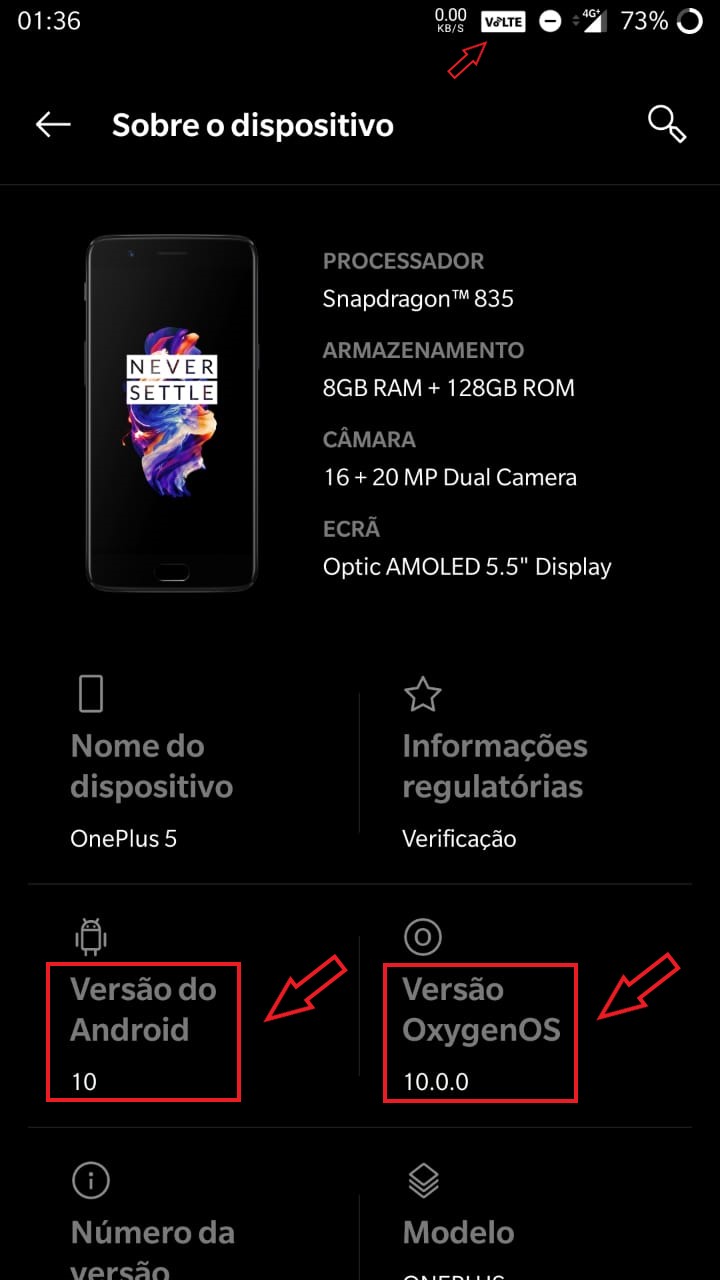 01:36
0.00
KB/S
VoLTE
4G+
73%
Sobre o dispositivo
NEVER
SETTLE
PROCESSADOR
Snapdragon™ 835
ARMAZENAMENTO
8GB RAM + 128GB ROM
CÂMARA
16 + 20 MP Dual Camera
ECRÃ
Optic AMOLED 5.5" Display
Nome do
dispositivo
OnePlus 5
Informações
regulatórias
Verificação
Versão do
Android
10
Versão
OxygenOS
10.0.0
Número da
versão
Modelo
ONEPLUS